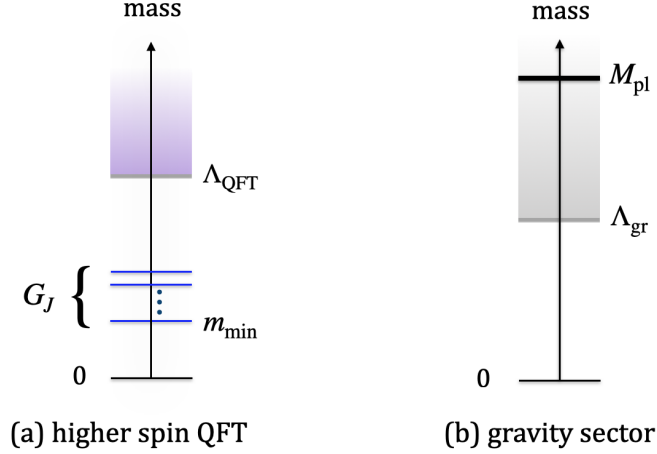 mass
Λ_QFT
G_J {
m_min
0
(a) higher spin QFT
mass
M_pl
Λ_gr
0
(b) gravity sector